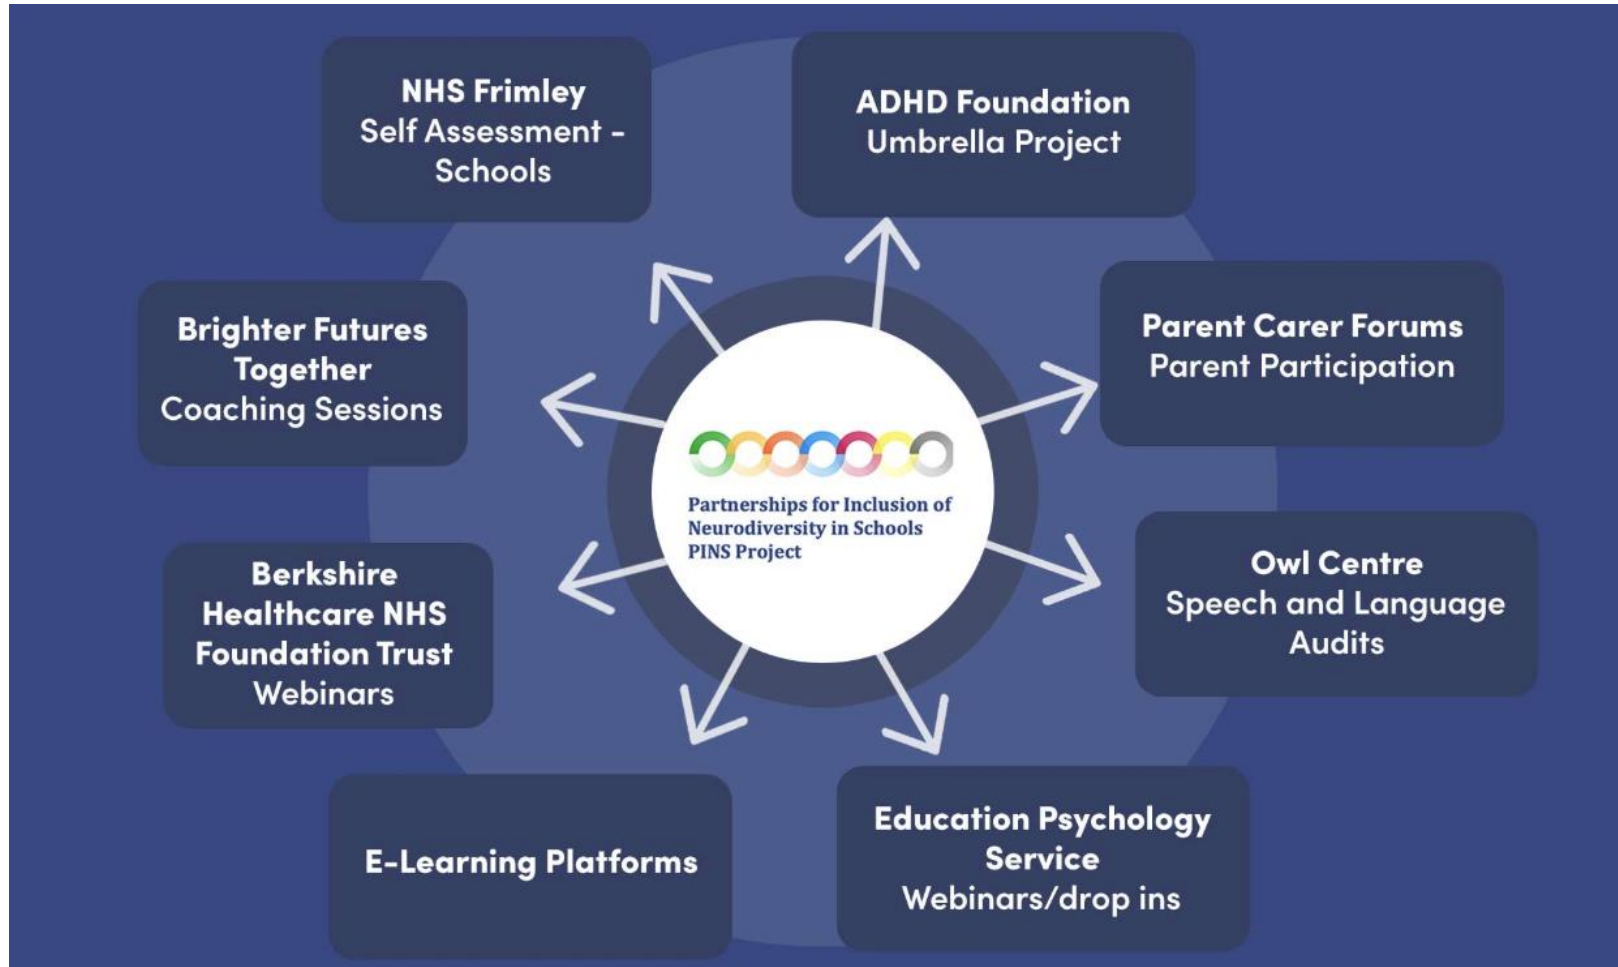 NHS Frimley
Self Assessment -
Schools
ADHD Foundation
Umbrella Project
Brighter Futures
Together
Coaching Sessions
Parent Carer Forums
Parent Participation
Partnerships for Inclusion of
Neurodiversity in Schools
PINS Project
Berkshire
Healthcare NHS
Foundation Trust
Webinars
Owl Centre
Speech and Language
Audits
E-Learning Platforms
Education Psychology
Service
Webinars/drop ins